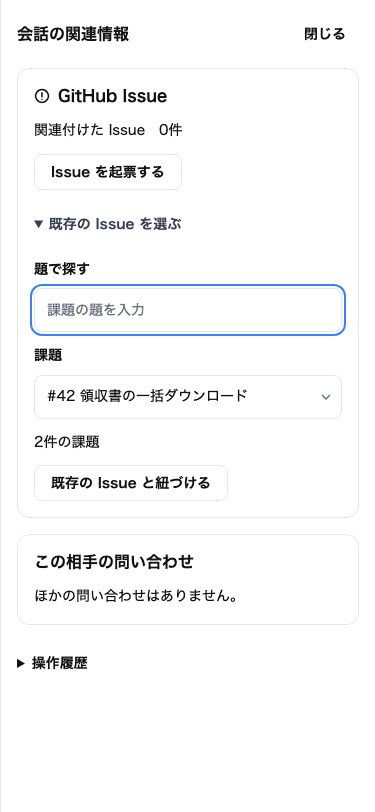 会話の関連情報 閉じる
GitHub Issue
関連付けた Issue 0件
Issue を起票する
▼ 既存の Issue を選ぶ
題で探す
課題の題を入力
課題
#42 領収書の一括ダウンロード
2件の課題
既存の Issue と紐づける
この相手の問い合わせ
ほかの問い合わせはありません。
▶ 操作履歴